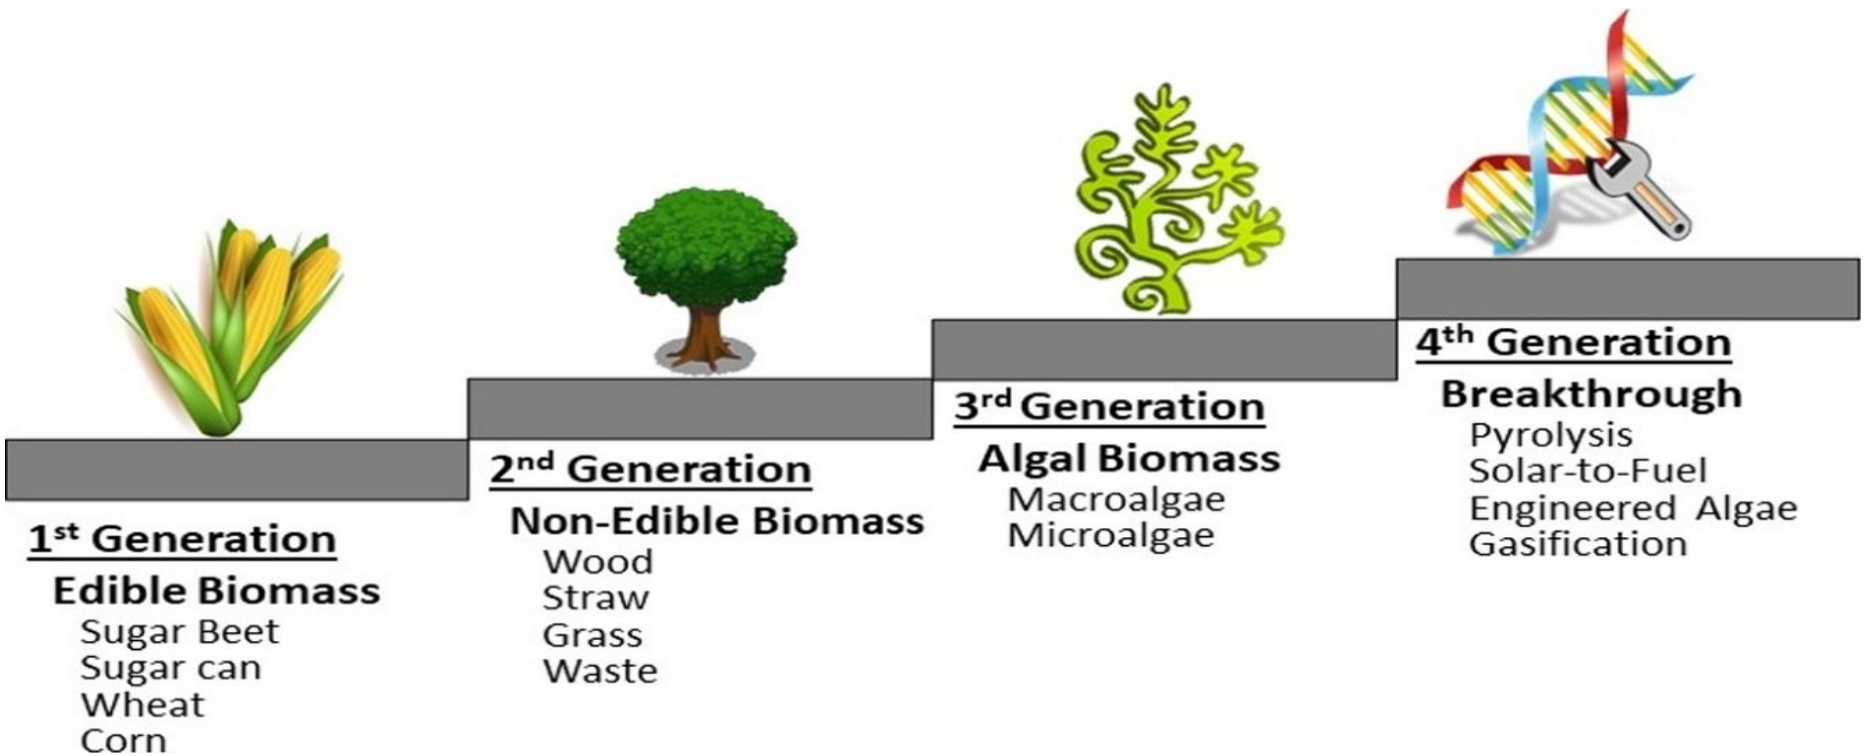 1st Generation
Edible Biomass
Sugar Beet
Sugar can
Wheat
Corn
2nd Generation
Non-Edible Biomass
Wood
Straw
Grass
Waste
3rd Generation
Algal Biomass
Macroalgae
Microalgae
4th Generation
Breakthrough
Pyrolysis
Solar-to-Fuel
Engineered Algae
Gasification